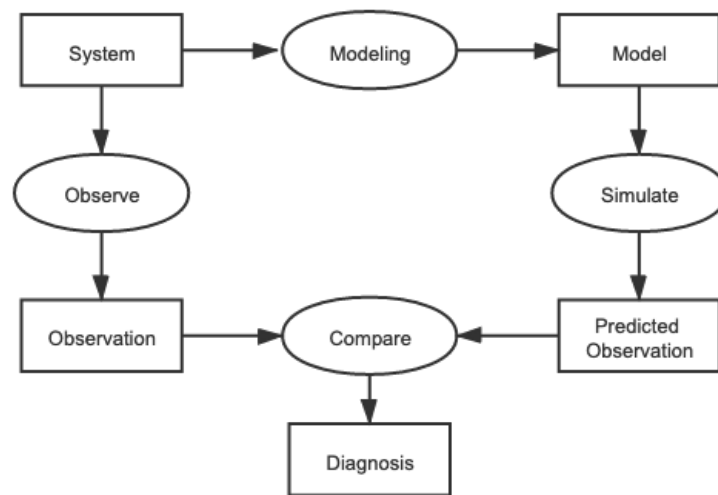 System
Modeling
Model
Observe
Simulate
Observation
Compare
Predicted
Observation
Diagnosis